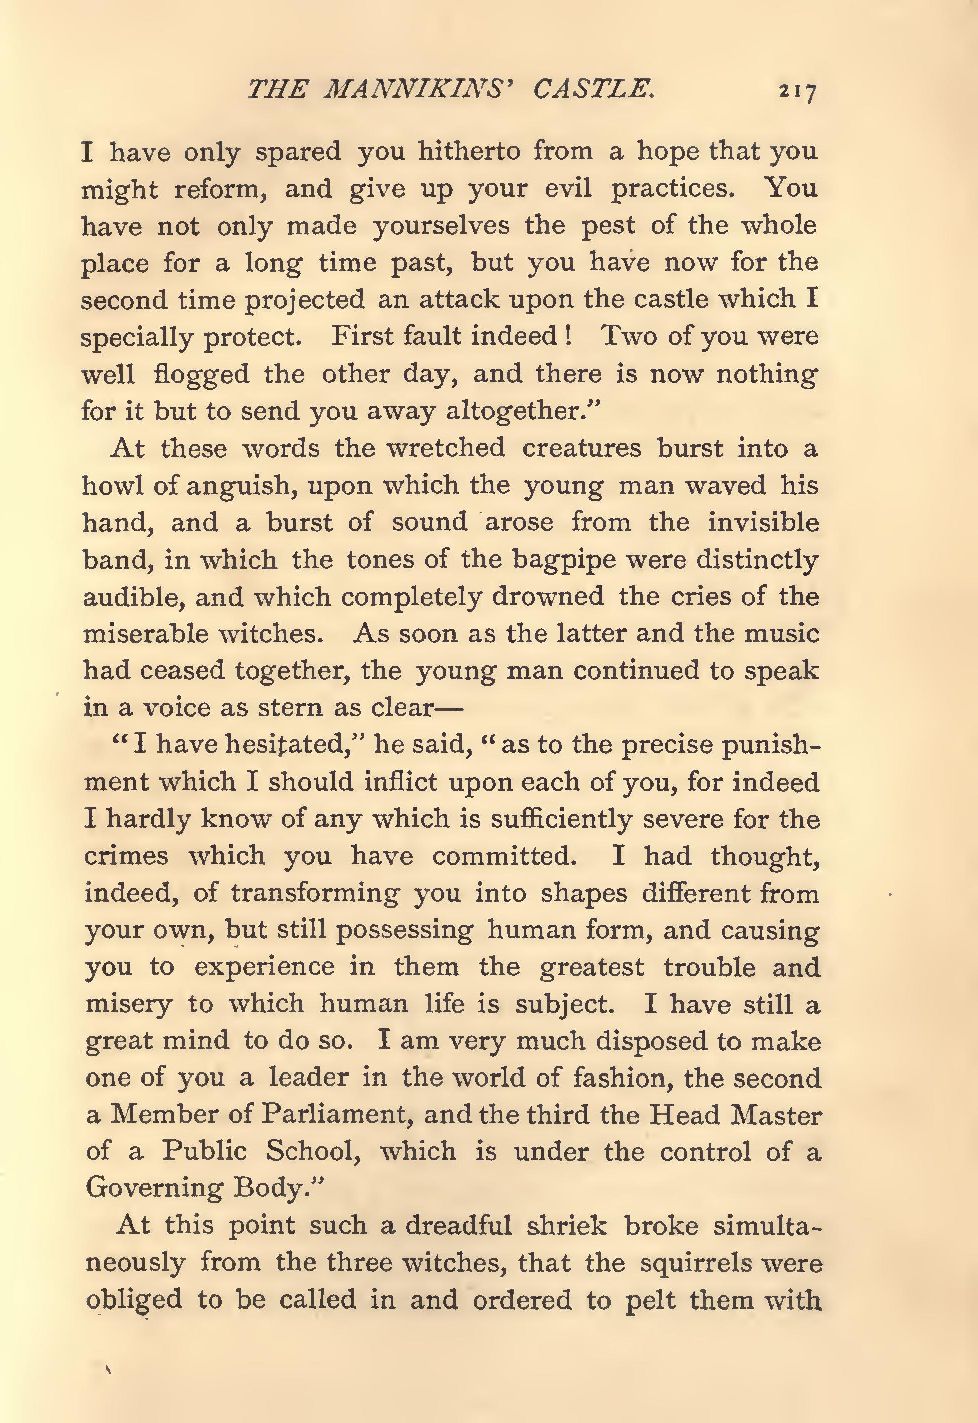 THE MANNIKINS’ CASTLE. 217
I have only spared you hitherto from a hope that you
might reform, and give up your evil practices. You
have not only made yourselves the pest of the whole
place for a long time past, but you have now for the
second time projected an attack upon the castle which I
specially protect. First fault indeed ! Two of you were
well flogged the other day, and there is now nothing
for it but to send you away altogether.”
At these words the wretched creatures burst into a
howl of anguish, upon which the young man waved his
hand, and a burst of sound arose from the invisible
band, in which the tones of the bagpipe were distinctly
audible, and which completely drowned the cries of the
miserable witches. As soon as the latter and the music
had ceased together, the young man continued to speak
in a voice as stern as clear—
“ I have hesitated,” he said, “ as to the precise punish-
ment which I should inflict upon each of you, for indeed
I hardly know of any which is sufficiently severe for the
crimes which you have committed. I had thought,
indeed, of transforming you into shapes different from
your own, but still possessing human form, and causing
you to experience in them the greatest trouble and
misery to which human life is subject. I have still a
great mind to do so. I am very much disposed to make
one of you a leader in the world of fashion, the second
a Member of Parliament, and the third the Head Master
of a Public School, which is under the control of a
Governing Body.”
At this point such a dreadful shriek broke simulta-
neously from the three witches, that the squirrels were
obliged to be called in and ordered to pelt them with